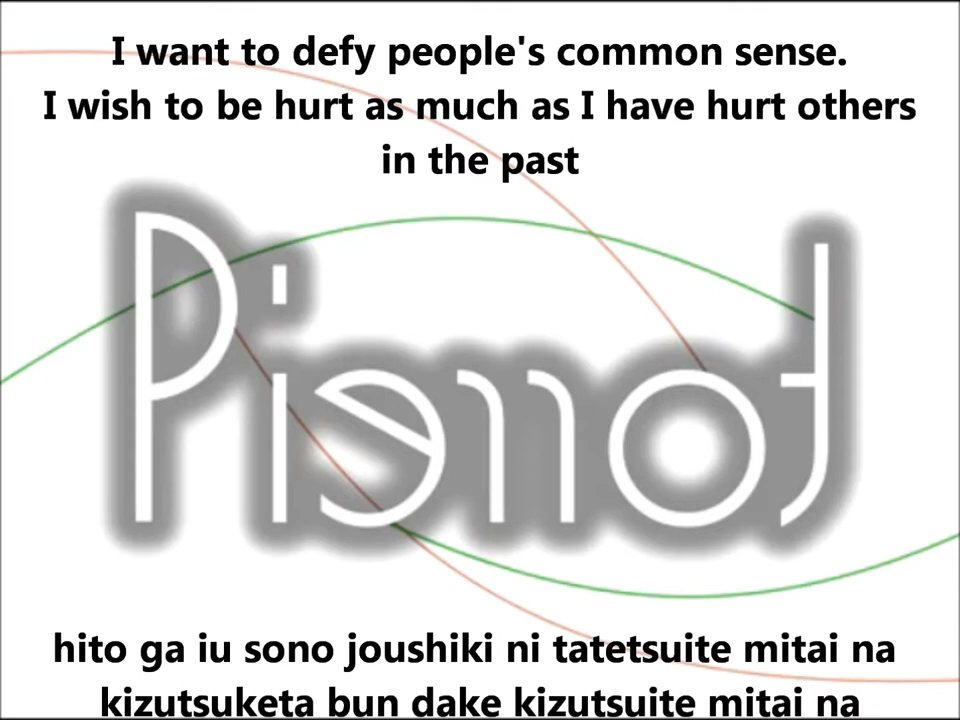 I want to defy people's common sense.
I wish to be hurt as much as I have hurt others
in the past
Pierrot
hito ga iu sono joushiki ni tatetsuite mitai na
kizutsuketa bun dake kizutsuite mitai na